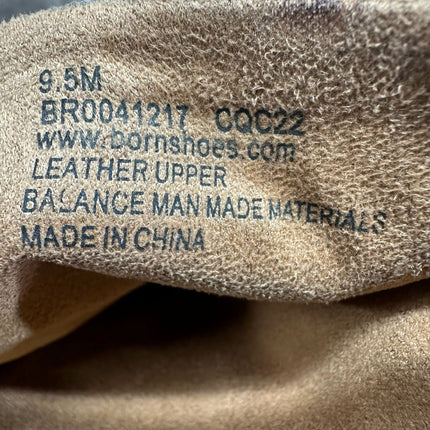 9.5M
BR0041217 CQC22
www.bornshoes.com
LEATHER UPPER
BALANCE MAN MADE MATERIALS
MADE IN CHINA